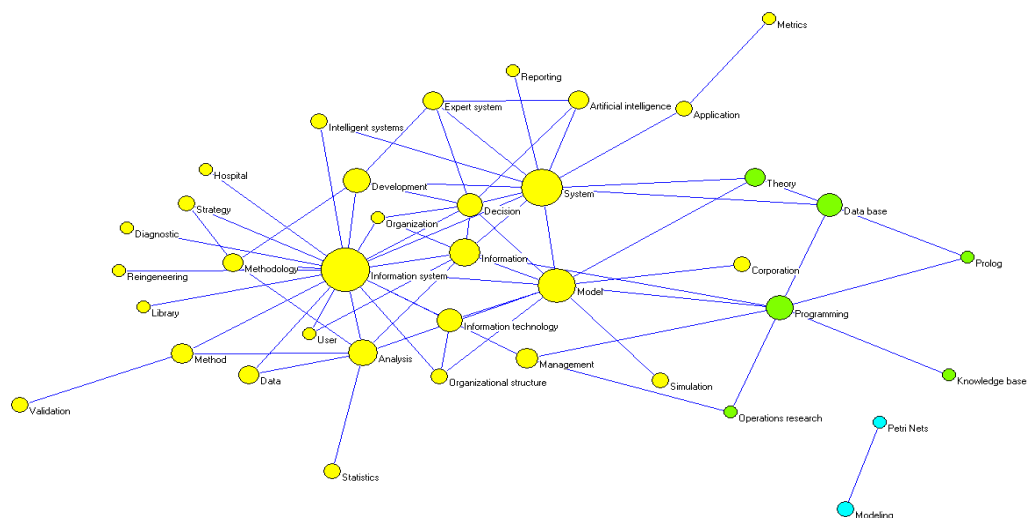 Metrics
Reporting
Expert system
Artificial intelligence
Application
Intelligent systems
Hospital
Development
System
Theory
Strategy
Decision
Data base
Organization
Diagnostic
Methodology
Information
Prolog
Reingeneering
Information system
Corporation
Model
Library
Programming
User
Information technology
Method
Analysis
Management
Data
Organizational structure
Simulation
Knowledge base
Validation
Operations research
Petri Nets
Statistics
Modeling